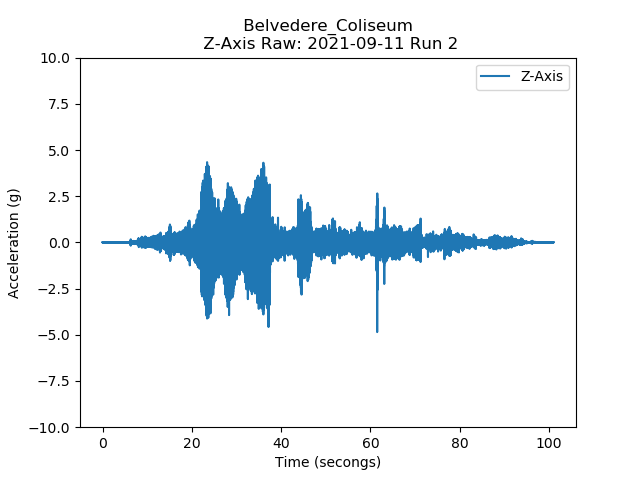 Belvedere_Coliseum
Z-Axis Raw: 2021-09-11 Run 2
Z-Axis
10.0
7.5
5.0
2.5
0.0
−2.5
−5.0
−7.5
−10.0
Acceleration (g)
0 20 40 60 80 100
Time (secongs)